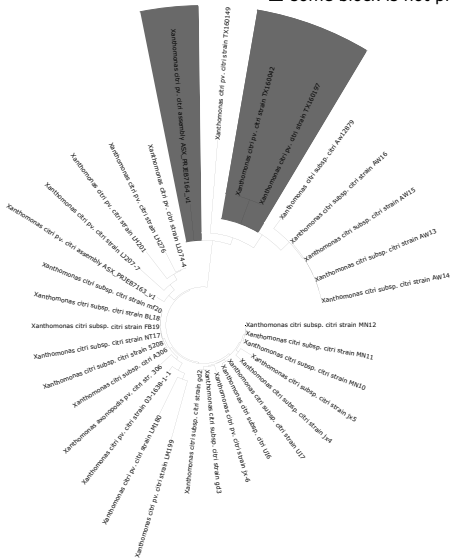 Some block is not p
Xanthomonas citri pv. citri strain TX160149
Xanthomonas citri pv. citri strain TX160042
Xanthomonas citri pv. citri strain TX160197
Xanthomonas citri subsp. citri strain Aw12879
Xanthomonas citri subsp. citri strain AW16
Xanthomonas citri subsp. citri strain AW15
Xanthomonas citri subsp. citri strain AW13
Xanthomonas citri subsp. citri strain AW14
Xanthomonas citri subsp. citri strain MN12
Xanthomonas citri subsp. citri strain MN11
Xanthomonas citri subsp. citri strain MN10
Xanthomonas citri subsp. citri strain jx5
Xanthomonas citri subsp. citri strain jx4
Xanthomonas citri subsp. citri strain UI7
Xanthomonas citri subsp. citri UI6
Xanthomonas citri pv. citri strain jx-6
Xanthomonas citri subsp. citri strain gd3
Xanthomonas citri subsp. citri strain gd2
Xanthomonas citri pv. citri strain LM199
Xanthomonas citri pv. citri strain LM180
Xanthomonas citri pv. citri strain 03-1638-1-1
Xanthomonas axonopodis pv. citri str. 306
Xanthomonas citri subsp. citri A306
Xanthomonas citri subsp. citri strain 5208
Xanthomonas citri subsp. citri strain NT17
Xanthomonas citri subsp. citri strain FB19
Xanthomonas citri subsp. citri strain BL18
Xanthomonas citri subsp. citri strain mf20
Xanthomonas citri pv. citri assembly ASX_PRJEB7163_v1
Xanthomonas citri pv. citri strain LJ207-7
Xanthomonas citri pv. citri strain LH201
Xanthomonas citri pv. citri strain LH276
Xanthomonas citri pv. citri strain LL074-4
Xanthomonas citri pv. citri assembly ASX_PRJEB7164_v1